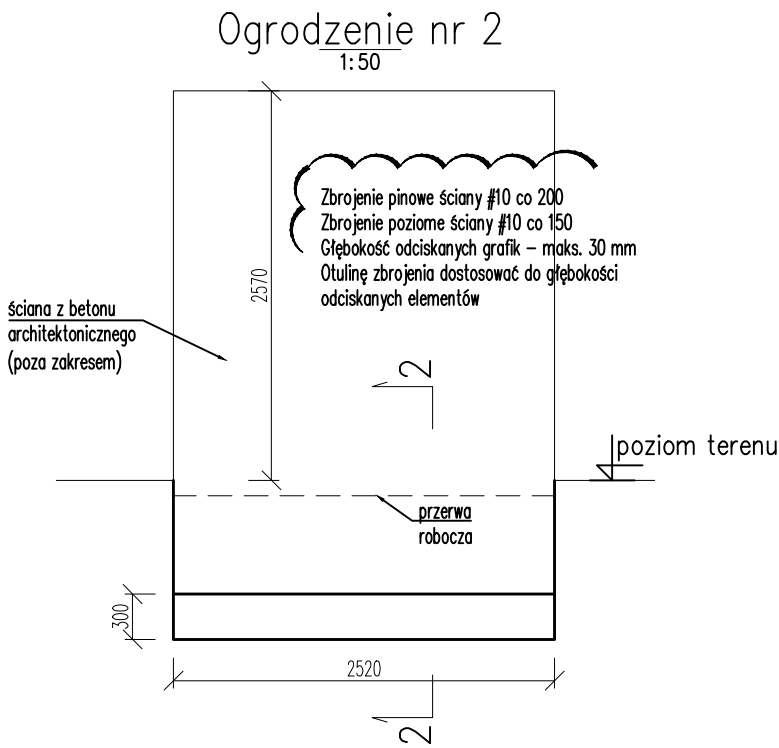 Ogrodzenie nr 2
1:50
Zbrojenie pinowe ściany #10 co 200
Zbrojenie poziome ściany #10 co 150
Głębokość odciskanych grafik – maks. 30 mm
Otulinę zbrojenia dostosować do głębokości
odciskanych elementów
2570
ściana z betonu
architektonicznego
(poza zakresem)
2
poziom terenu
przerwa
robocza
300
2520
2